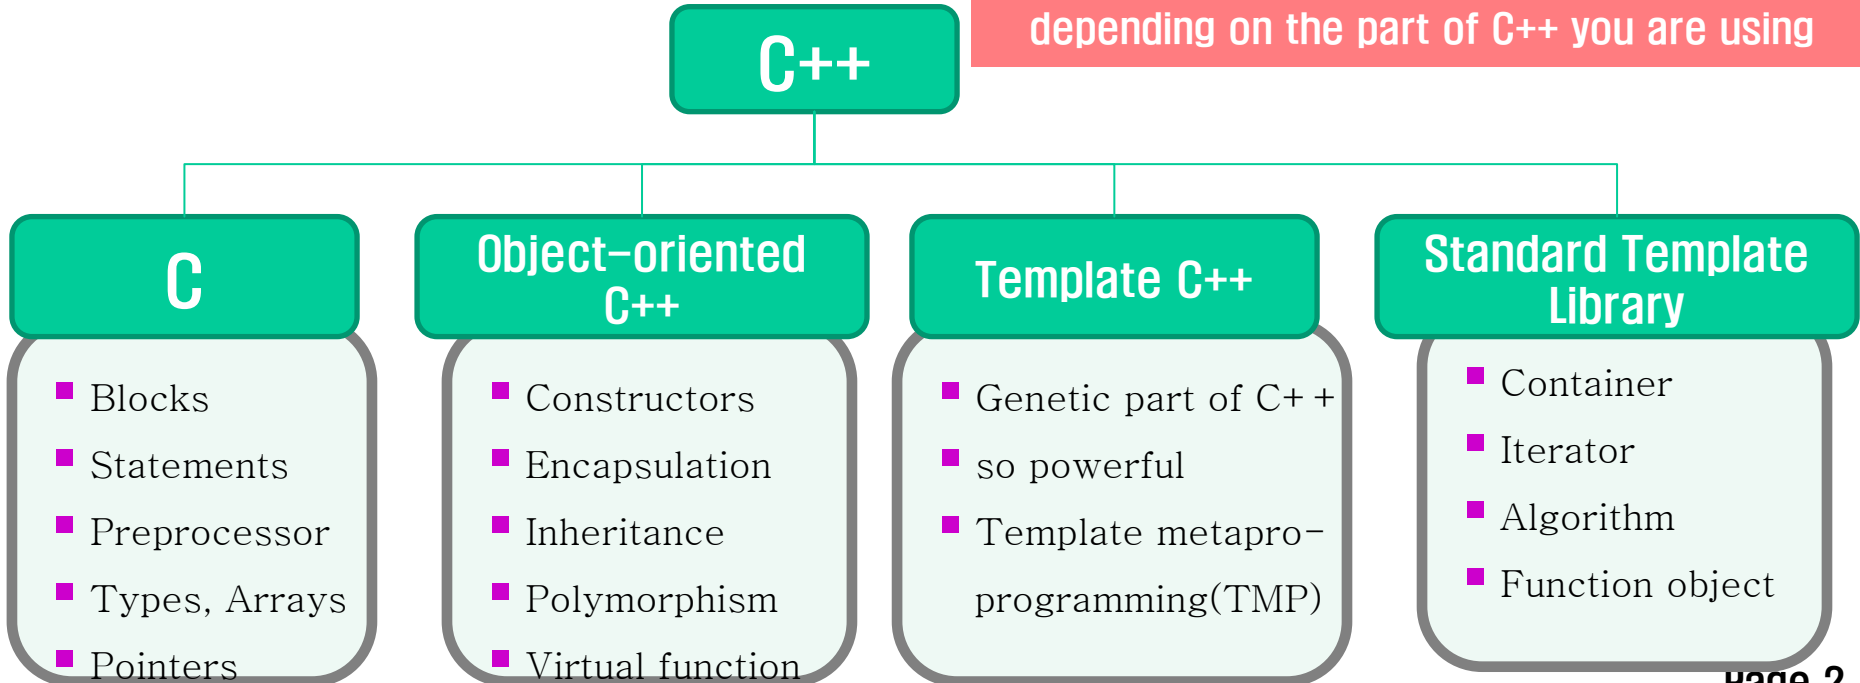 depending on the part of C++ you are using
C++
C
Blocks
Statements
Preprocessor
Types, Arrays
Pointers
Object-oriented
C++
Constructors
Encapsulation
Inheritance
Polymorphism
Virtual function
Template C++
Genetic part of C++
so powerful
Template metapro-
programming(TMP)
Standard Template
Library
Container
Iterator
Algorithm
Function object
Page 2